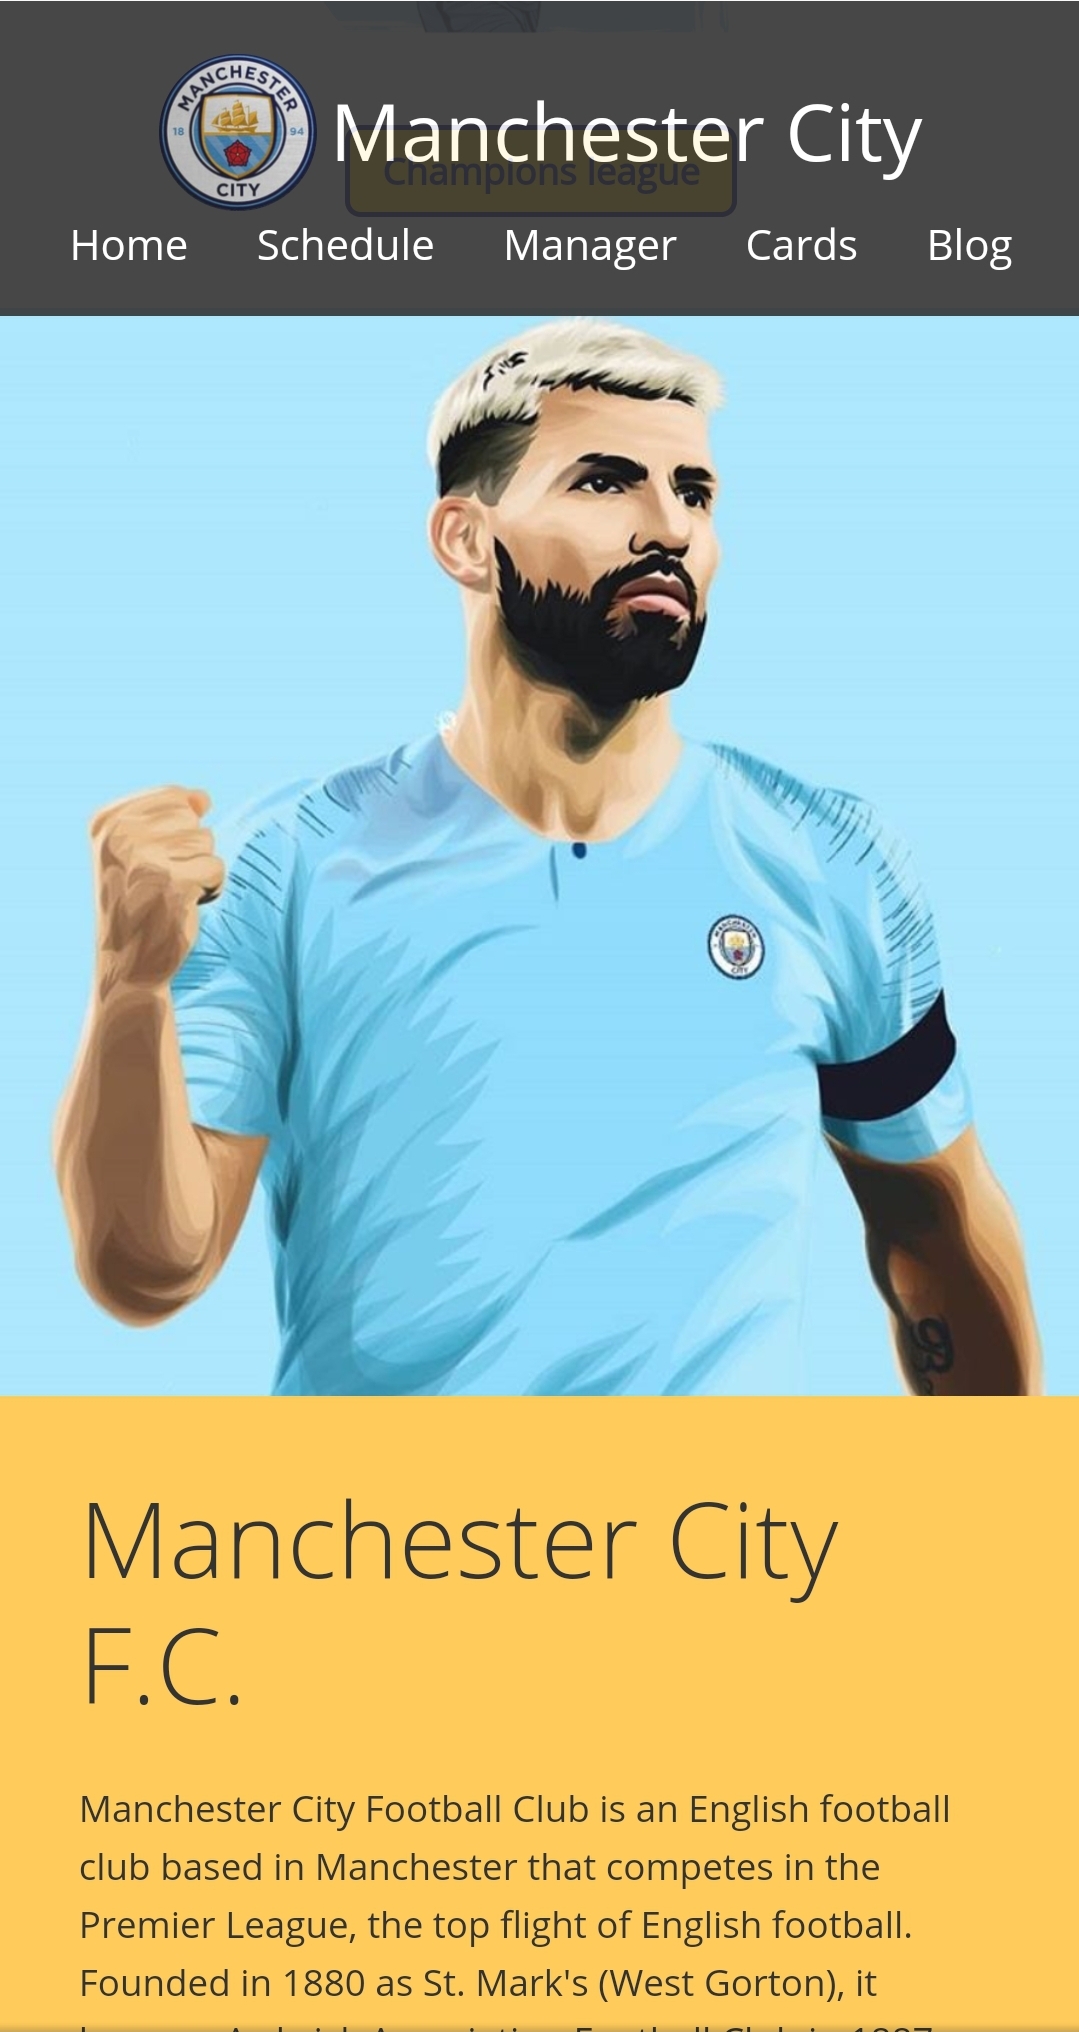 MANCHESTER
18 94
CITY
Manchester City
Champions league
Home Schedule Manager Cards Blog
MANCHESTER
CITY
Manchester City
F.C.
Manchester City Football Club is an English football
club based in Manchester that competes in the
Premier League, the top flight of English football.
Founded in 1880 as St. Mark's (West Gorton), it